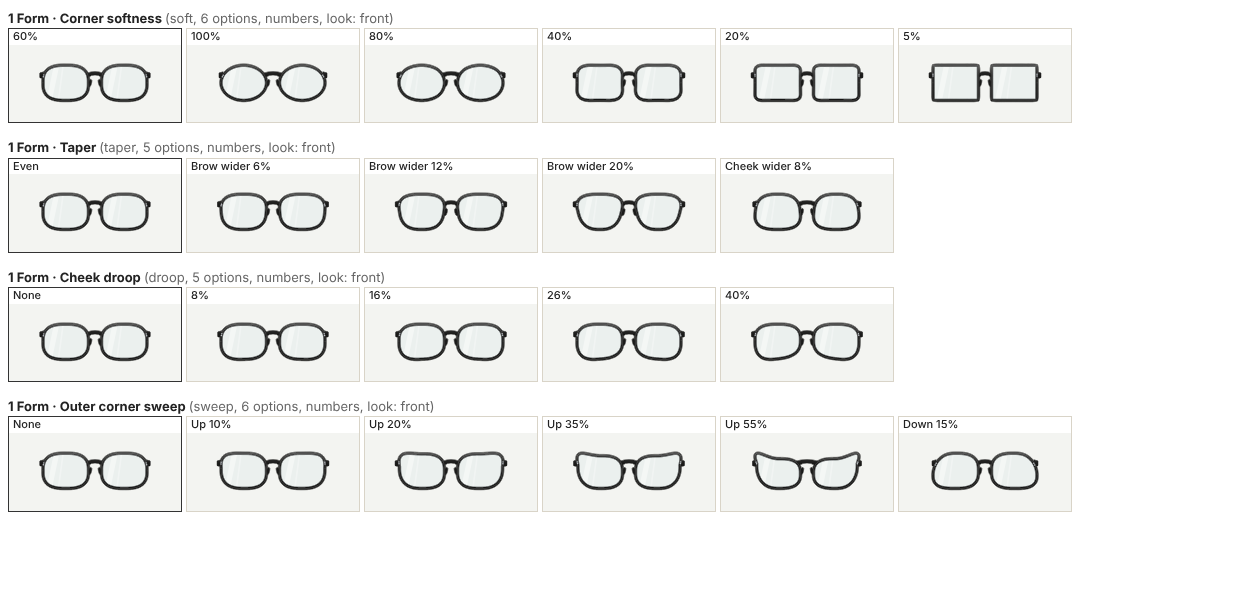 1 Form · Corner softness (soft, 6 options, numbers, look: front)
60% 100% 80% 40% 20% 5%
1 Form · Taper (taper, 5 options, numbers, look: front)
Even Brow wider 6% Brow wider 12% Brow wider 20% Cheek wider 8%
1 Form · Cheek droop (droop, 5 options, numbers, look: front)
None 8% 16% 26% 40%
1 Form · Outer corner sweep (sweep, 6 options, numbers, look: front)
None Up 10% Up 20% Up 35% Up 55% Down 15%